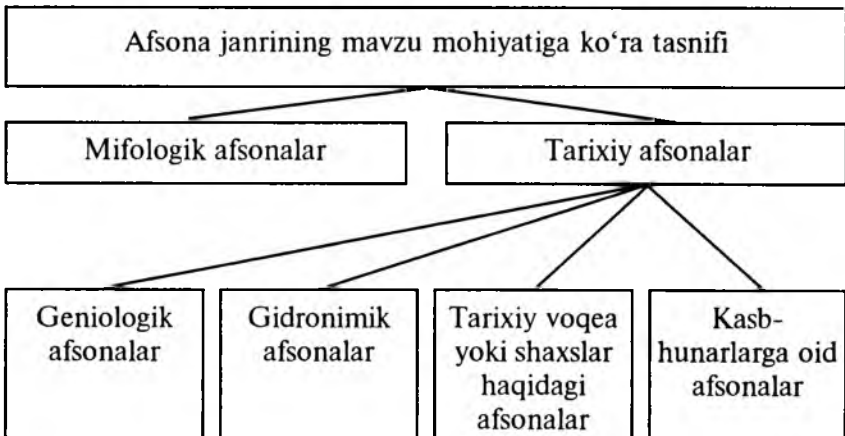 Afsona janrining mavzu mohiyatiga ko‘ra tasnifi
Mifologik afsonalar
Tarixiy afsonalar
Geniologik
afsonalar
Gidronimik
afsonalar
Tarixiy voqea
yoki shaxslar
haqidagi
afsonalar
Kasb-
hunarlarga oid
afsonalar